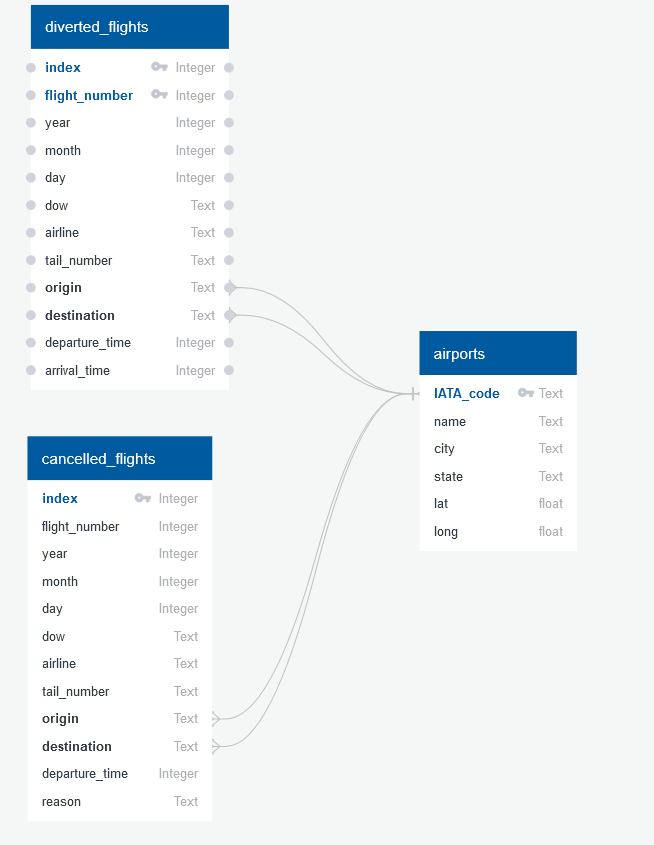 diverted_flights
index Integer
flight_number Integer
year Integer
month Integer
day Integer
dow Text
airline Text
tail_number Text
origin Text
destination Text
departure_time Integer
arrival_time Integer
airports
IATA_code Text
name Text
city Text
state Text
lat float
long float
cancelled_flights
index Integer
flight_number Integer
year Integer
month Integer
day Integer
dow Text
airline Text
tail_number Text
origin Text
destination Text
departure_time Integer
reason Text